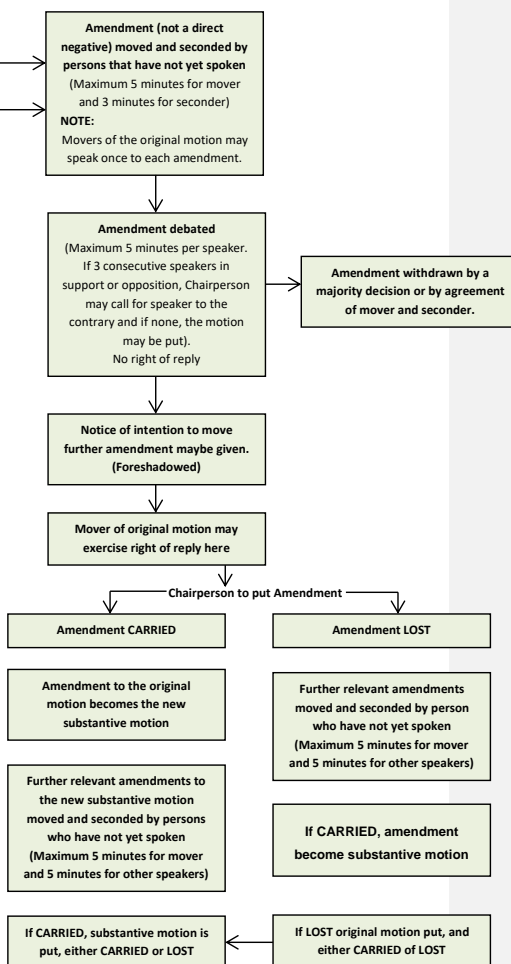 Amendment (not a direct
negative) moved and seconded by
persons that have not yet spoken
(Maximum 5 minutes for mover
and 3 minutes for seconder)
NOTE:
Movers of the original motion may
speak once to each amendment.
Amendment debated
(Maximum 5 minutes per speaker.
If 3 consecutive speakers in
support or opposition, Chairperson
may call for speaker to the
contrary and if none, the motion
may be put).
No right of reply
Amendment withdrawn by a
majority decision or by agreement
of mover and seconder.
Notice of intention to move
further amendment maybe given.
(Foreshadowed)
Mover of original motion may
exercise right of reply here
Chairperson to put Amendment
Amendment CARRIED
Amendment to the original
motion becomes the new
substantive motion
Further relevant amendments to
the new substantive motion
moved and seconded by persons
who have not yet spoken
(Maximum 5 minutes for mover
and 5 minutes for other speakers)
If CARRIED, substantive motion is
put, either CARRIED or LOST
Amendment LOST
Further relevant amendments
moved and seconded by person
who have not yet spoken
(Maximum 5 minutes for mover
and 5 minutes for other speakers)
If CARRIED, amendment
become substantive motion
If LOST original motion put, and
either CARRIED of LOST